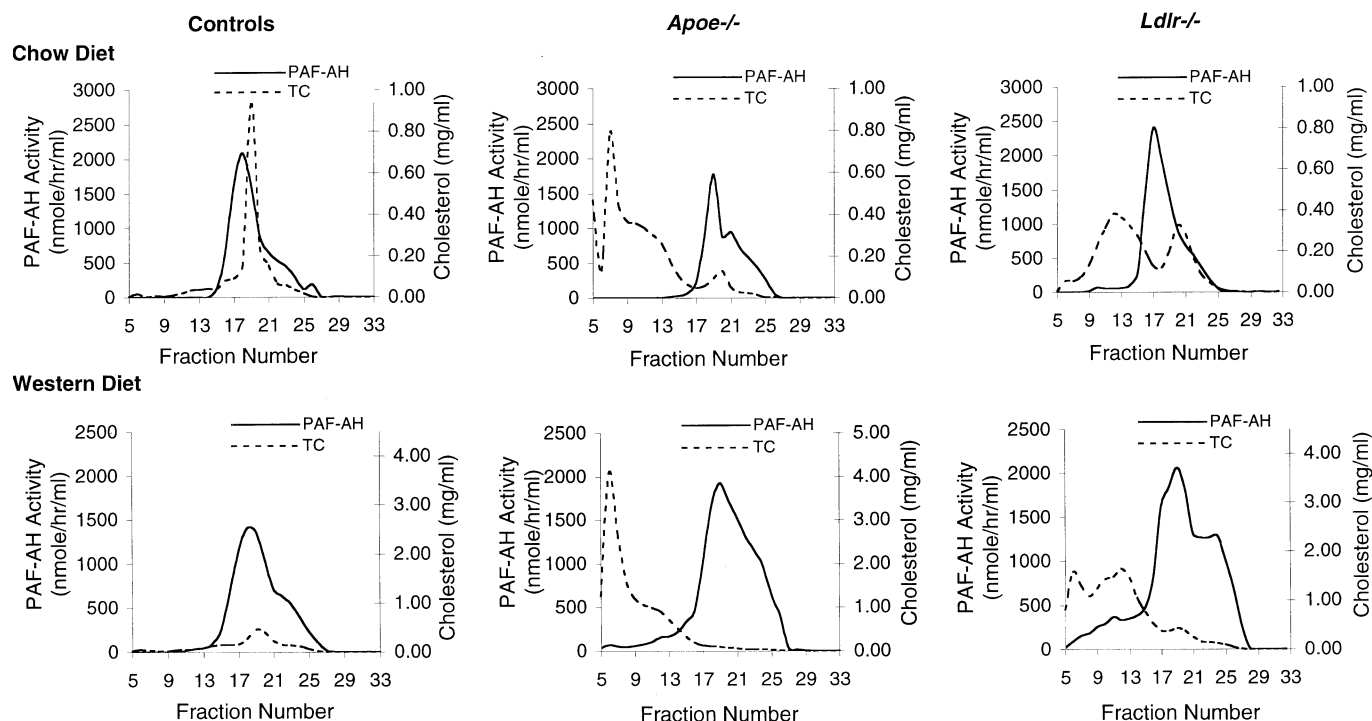 Controls
Apoe-/-
Ldlr-/-
Chow Diet
PAF-AH
TC
3000
2500
2000
1500
1000
500
0
1.00
0.80
0.60
0.40
0.20
0.00
PAF-AH Activity
(nmole/hr/ml)
Cholesterol (mg/ml)
5 9 13 17 21 25 29 33
Fraction Number
PAF-AH
TC
3000
2500
2000
1500
1000
500
0
1.00
0.80
0.60
0.40
0.20
0.00
PAF-AH Activity
(nmole/hr/ml)
Cholesterol (mg/ml)
5 9 13 17 21 25 29 33
Fraction Number
PAF-AH
TC
3000
2500
2000
1500
1000
500
0
1.00
0.80
0.60
0.40
0.20
0.00
PAF-AH Activity
(nmole/hr/ml)
Cholesterol (mg/ml)
5 9 13 17 21 25 29 33
Fraction Number
Western Diet
PAF-AH
TC
2500
2000
1500
1000
500
0
4.00
3.00
2.00
1.00
0.00
PAF-AH Activity
(nmole/hr/ml)
Cholesterol (mg/ml)
5 9 13 17 21 25 29 33
Fraction Number
PAF-AH
TC
2500
2000
1500
1000
500
0
5.00
4.00
3.00
2.00
1.00
0.00
PAF-AH Activity
(nmole/hr/ml)
Cholesterol (mg/ml)
5 9 13 17 21 25 29 33
Fraction Number
PAF-AH
TC
2500
2000
1500
1000
500
0
4.00
3.00
2.00
1.00
0.00
PAF-AH Activity
(nmole/hr/ml)
Cholesterol (mg/ml)
5 9 13 17 21 25 29 33
Fraction Number